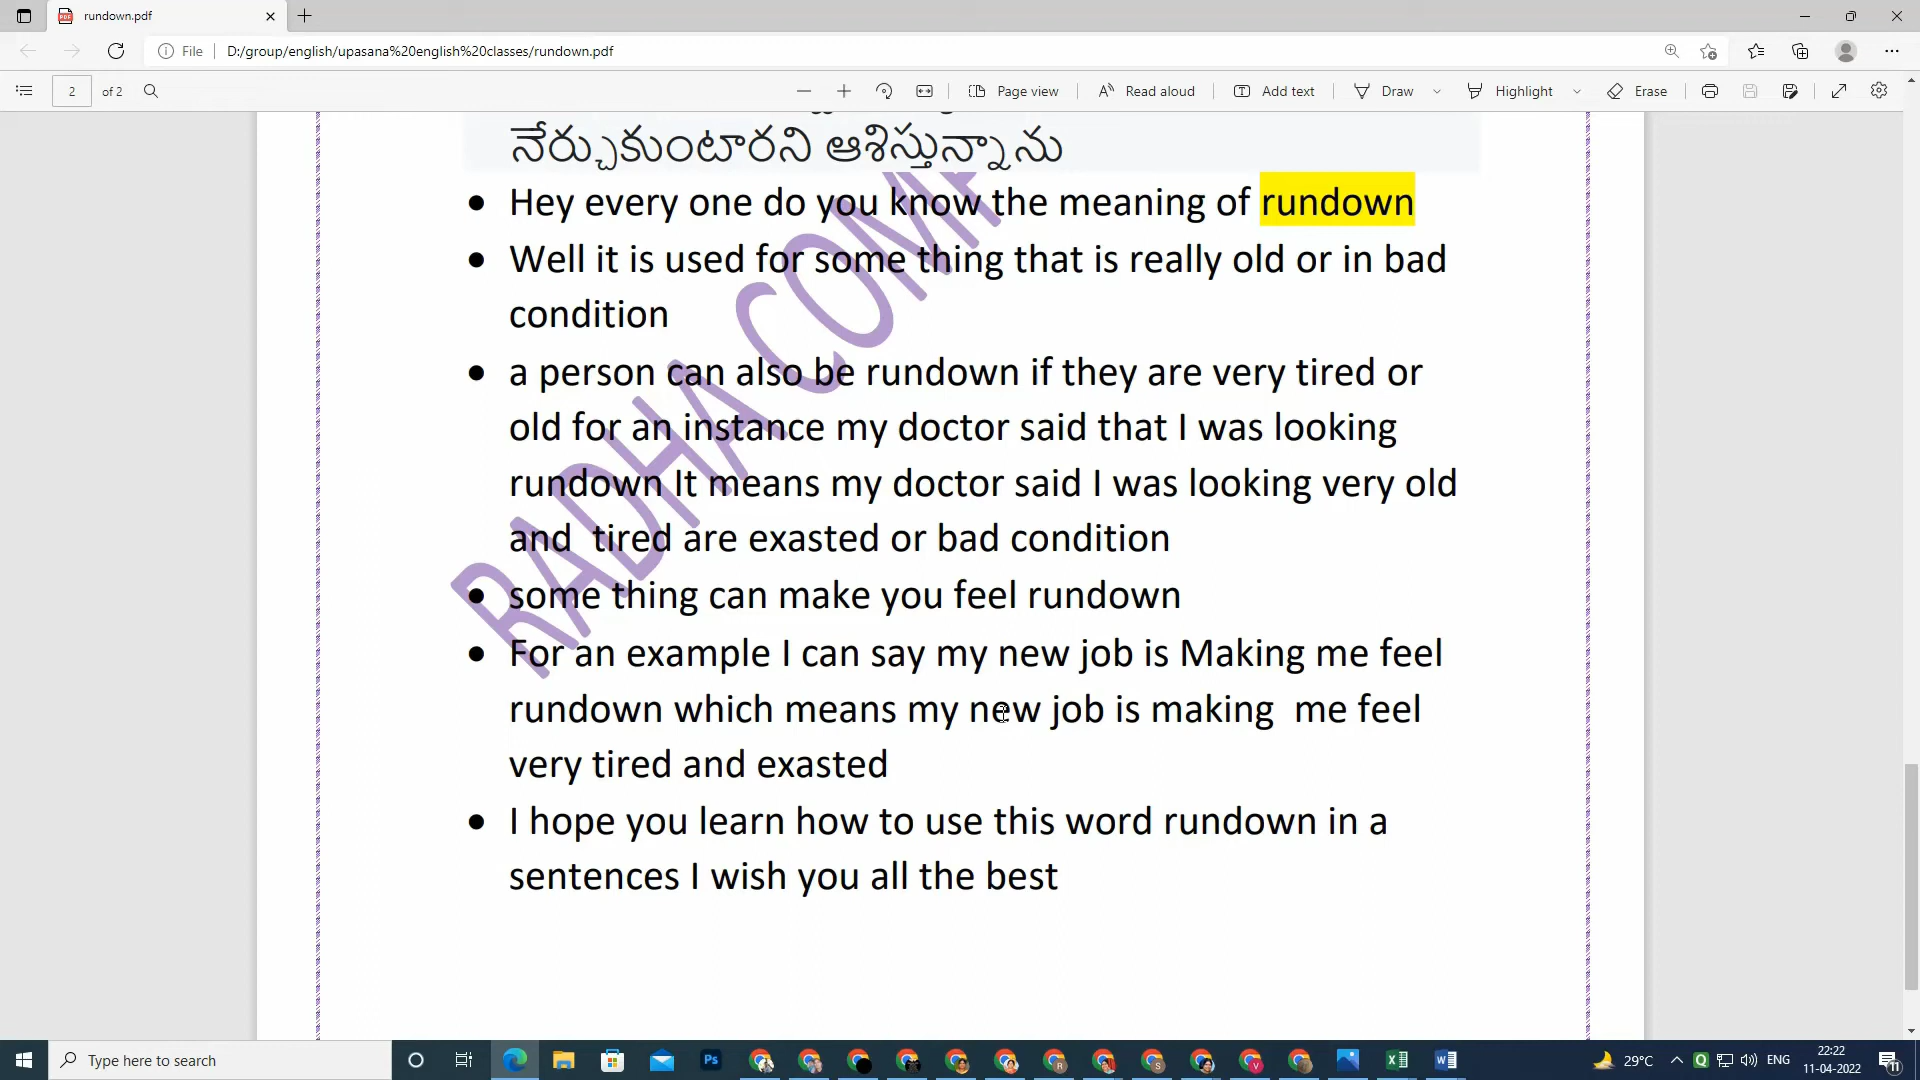 rundown.pdf
File
D:/group/english/upasana%20english%20classes/rundown.pdf
2 of 2
Page view
Read aloud
Add text
Draw
Highlight
Erase
నేర్చుకుంటారని ఆశిస్తున్నాను
RADHA COM
Hey every one do you know the meaning of rundown
Well it is used for some thing that is really old or in bad
condition
a person can also be rundown if they are very tired or
old for an instance my doctor said that I was looking
rundown It means my doctor said I was looking very old
and  tired are exasted or bad condition
some thing can make you feel rundown
For an example I can say my new job is Making me feel
rundown which means my new job is making  me feel
very tired and exasted
I hope you learn how to use this word rundown in a
sentences I wish you all the best
Type here to search
29°C
ENG
22:22
11-04-2022